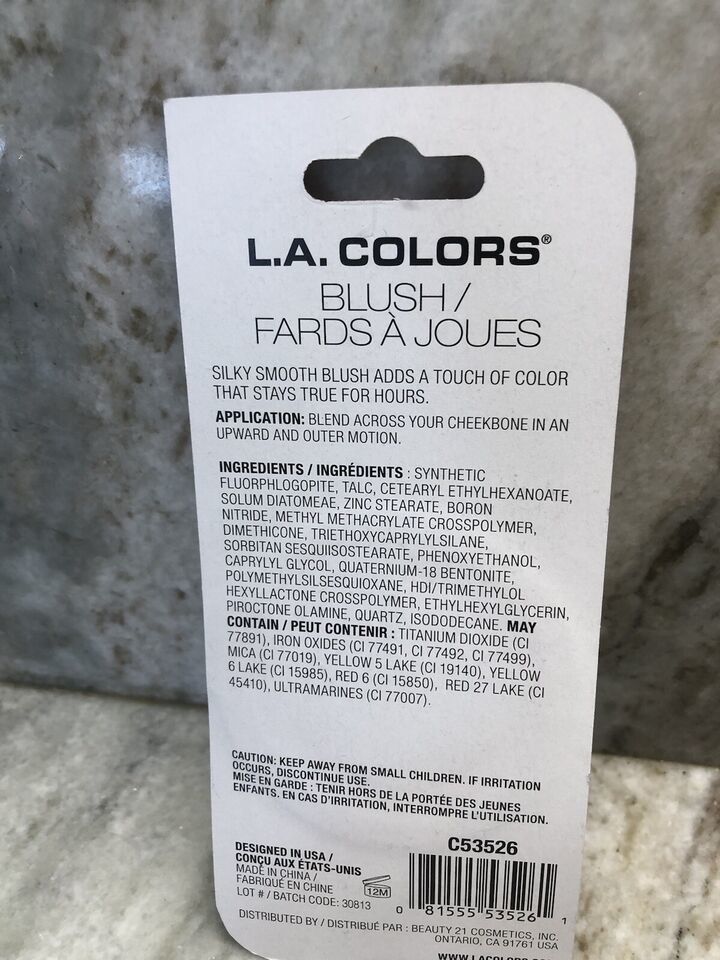 L.A. COLORS®
BLUSH /
FARDS À JOUES
SILKY SMOOTH BLUSH ADDS A TOUCH OF COLOR
THAT STAYS TRUE FOR HOURS.
APPLICATION: BLEND ACROSS YOUR CHEEKBONE IN AN
UPWARD AND OUTER MOTION.
INGREDIENTS / INGRÉDIENTS : SYNTHETIC
FLUORPHLOGOPITE, TALC, CETEARYL ETHYLHEXANOATE,
SOLUM DIATOMEAE, ZINC STEARATE, BORON
NITRIDE, METHYL METHACRYLATE CROSSPOLYMER,
DIMETHICONE, TRIETHOXYCAPRYLYLSILANE,
SORBITAN SESQUIISOSTEARATE, PHENOXYETHANOL,
CAPRYLYL GLYCOL, QUATERNIUM-18 BENTONITE,
POLYMETHYLSILSESQUIOXANE, HDI/TRIMETHYLOL
HEXYLLACTONE CROSSPOLYMER, ETHYLHEXYLGLYCERIN,
PIROCTONE OLAMINE, QUARTZ, ISODODECANE. MAY
CONTAIN / PEUT CONTENIR : TITANIUM DIOXIDE (CI
77891), IRON OXIDES (CI 77491, CI 77492, CI 77499),
MICA (CI 77019), YELLOW 5 LAKE (CI 19140), YELLOW
6 LAKE (CI 15985), RED 6 (CI 15850), RED 27 LAKE (CI
45410), ULTRAMARINES (CI 77007).
CAUTION: KEEP AWAY FROM SMALL CHILDREN. IF IRRITATION
OCCURS, DISCONTINUE USE.
MISE EN GARDE : TENIR HORS DE LA PORTÉE DES JEUNES
ENFANTS. EN CAS D'IRRITATION, INTERROMPRE L'UTILISATION.
DESIGNED IN USA /
CONÇU AUX ÉTATS-UNIS
MADE IN CHINA /
FABRIQUÉ EN CHINE
LOT # / BATCH CODE: 30813
12M
C53526
0 81555 53526 1
DISTRIBUTED BY / DISTRIBUÉ PAR : BEAUTY 21 COSMETICS, INC.
ONTARIO, CA 91761 USA